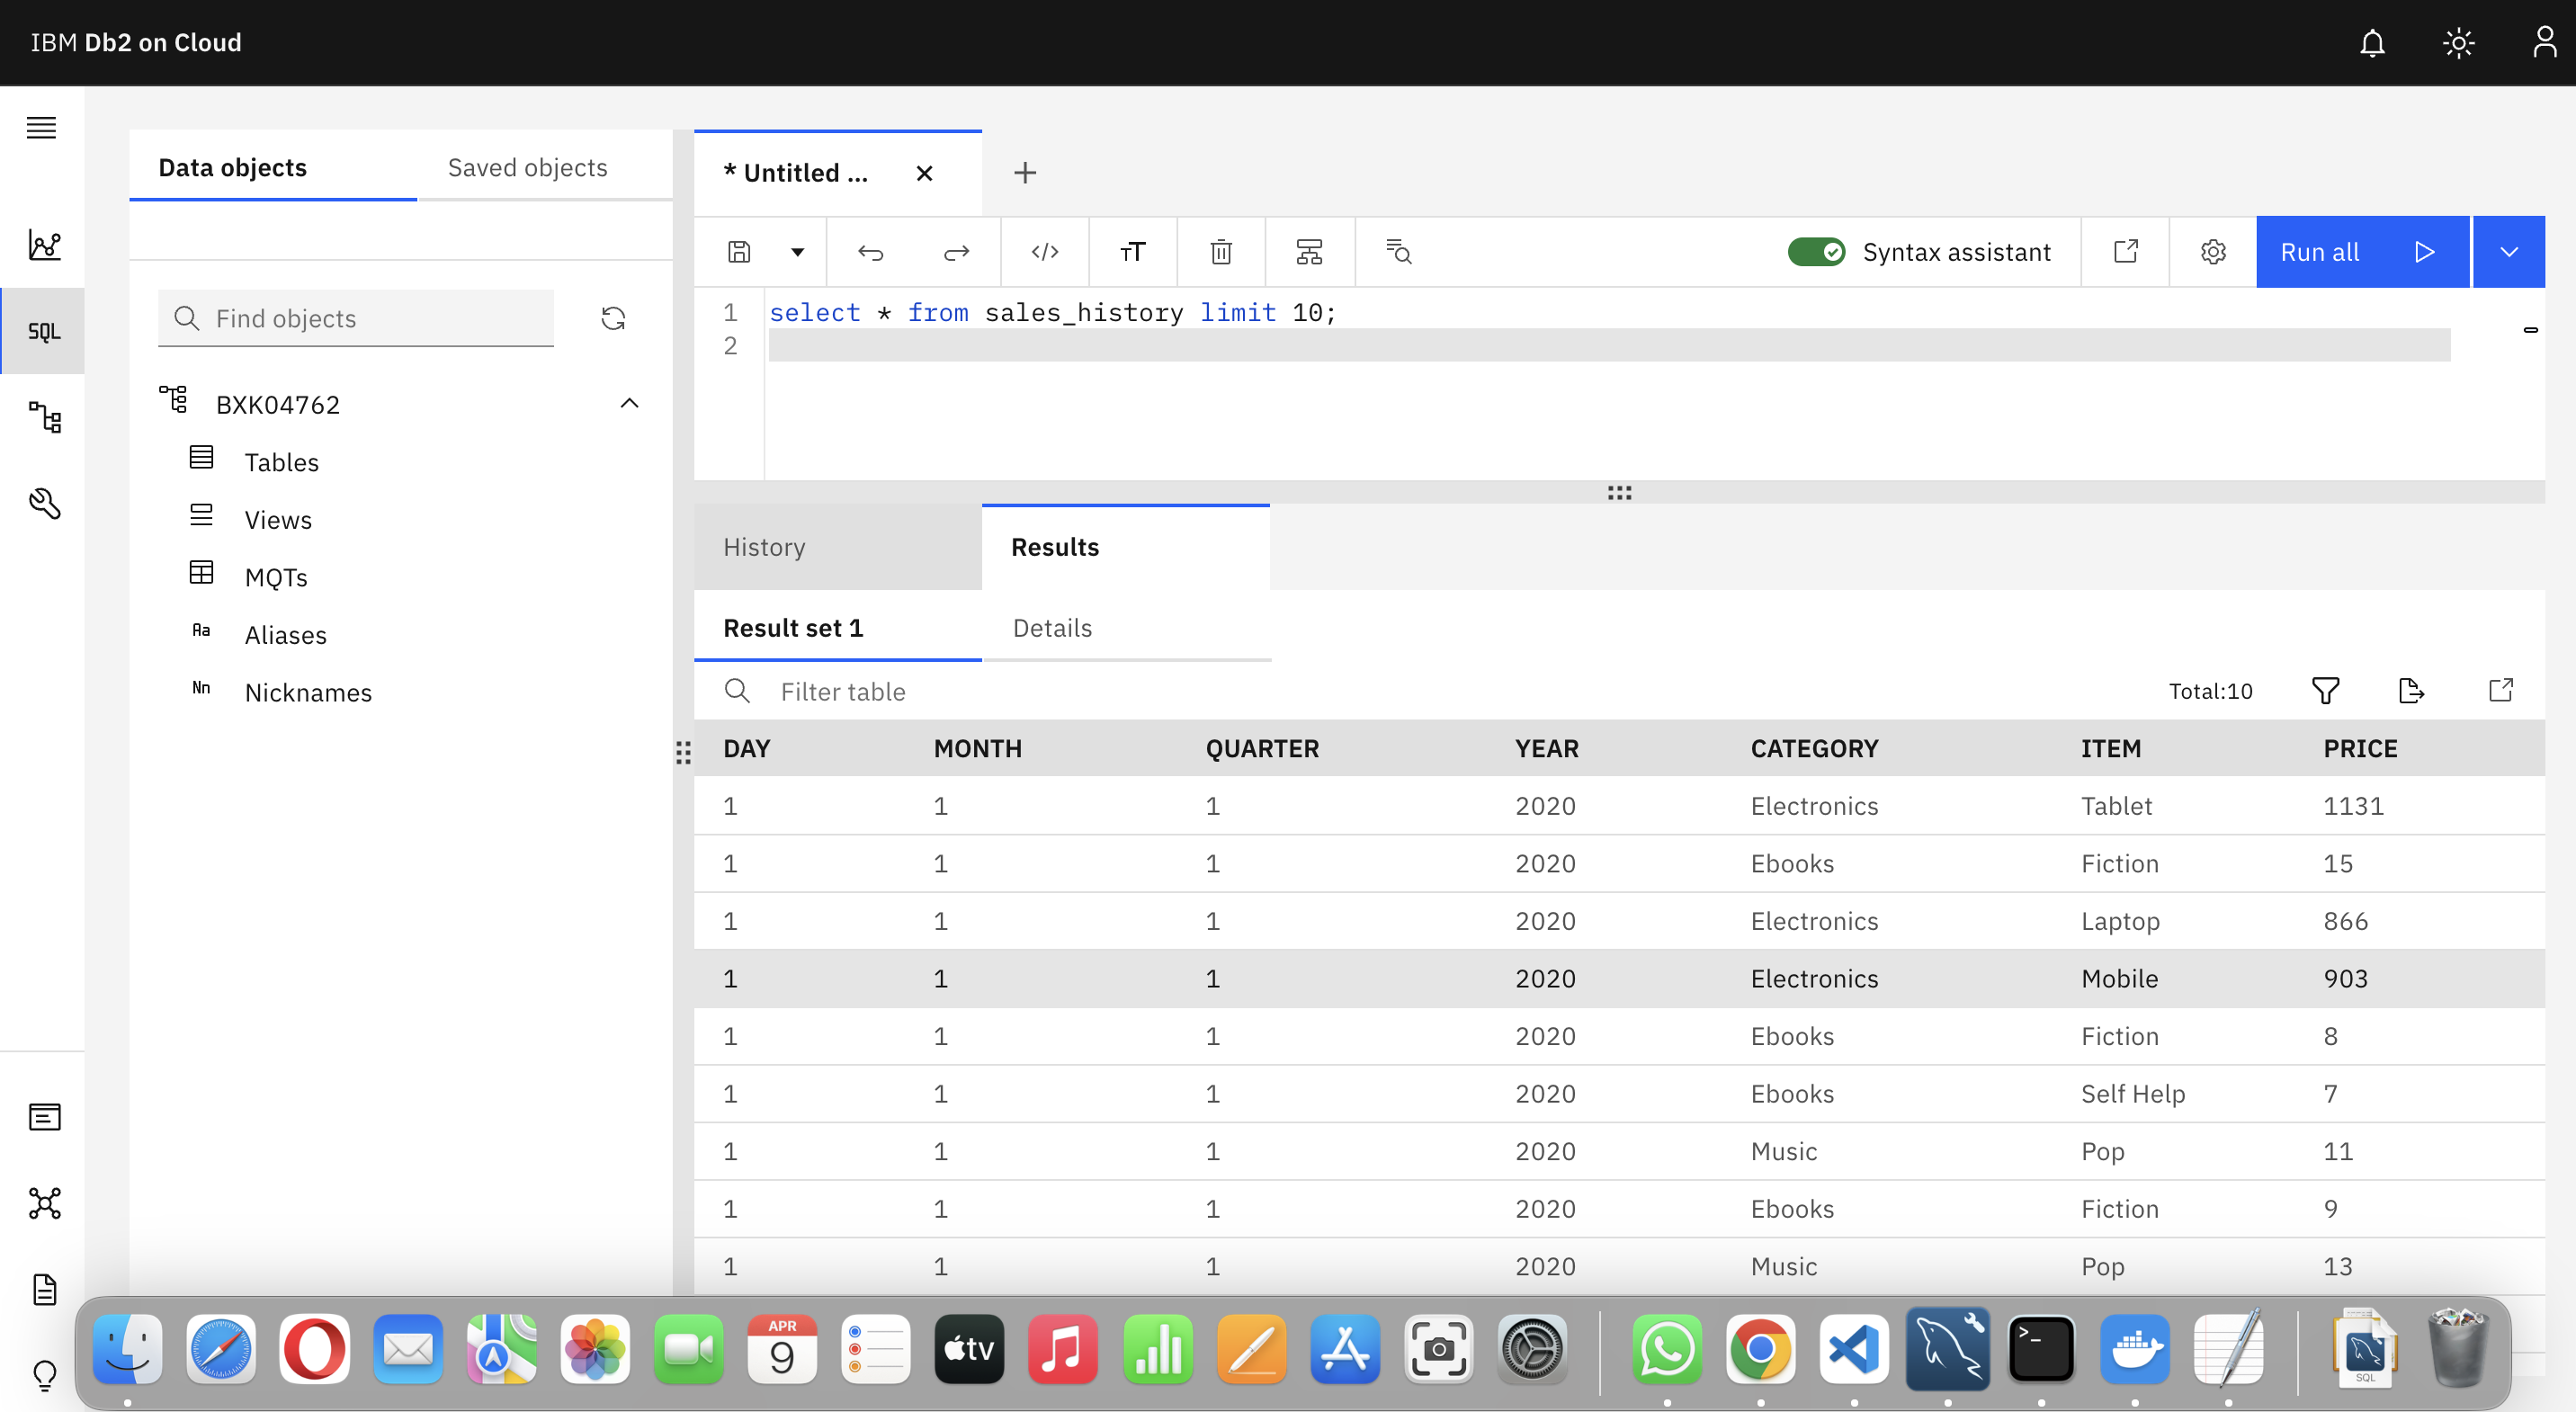 IBM Db2 on Cloud
Data objects
Saved objects
* Untitled ...
Syntax assistant
Run all
Find objects
1 select * from sales_history limit 10;
2
SQL
BXK04762
Tables
Views
MQTs
Aa Aliases
Nn Nicknames
History
Results
Result set 1
Details
Filter table
Total:10
DAY MONTH QUARTER YEAR CATEGORY ITEM PRICE
1 1 1 2020 Electronics Tablet 1131
1 1 1 2020 Ebooks Fiction 15
1 1 1 2020 Electronics Laptop 866
1 1 1 2020 Electronics Mobile 903
1 1 1 2020 Ebooks Fiction 8
1 1 1 2020 Ebooks Self Help 7
1 1 1 2020 Music Pop 11
1 1 1 2020 Ebooks Fiction 9
1 1 1 2020 Music Pop 13
APR
9
tv
>_
SQL